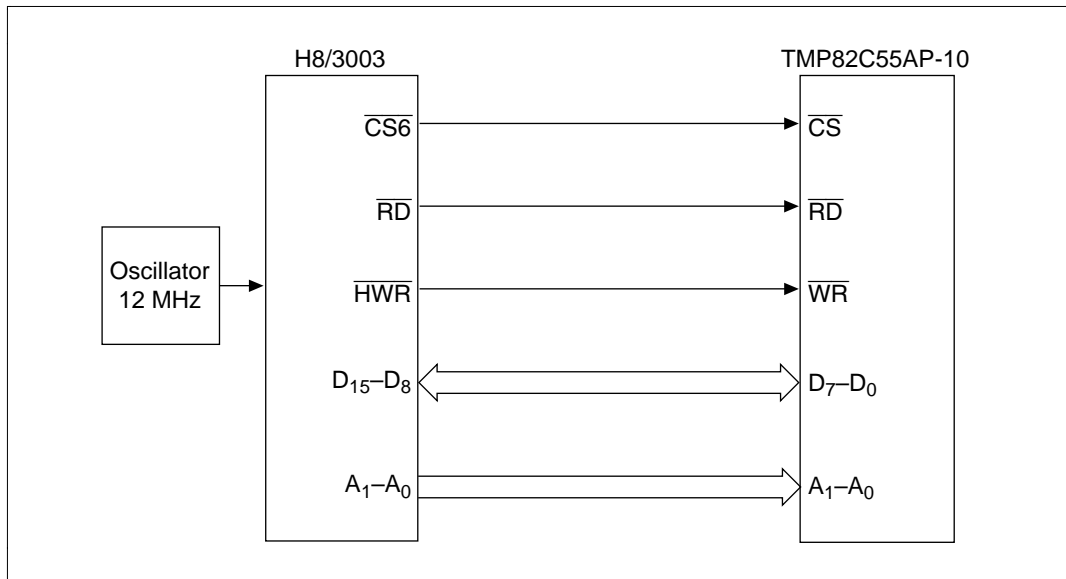 H8/3003
TMP82C55AP-10
CS6
CS
RD
RD
Oscillator
12 MHz
HWR
WR
D15–D8
D7–D0
A1–A0
A1–A0